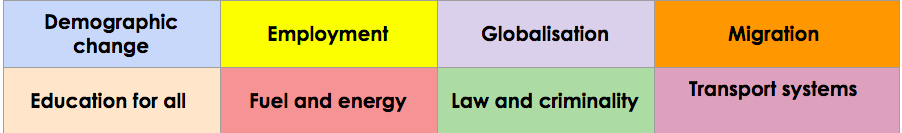 Demographic
change
Employment
Globalisation
Migration
Education for all
Fuel and energy
Law and criminality
Transport systems